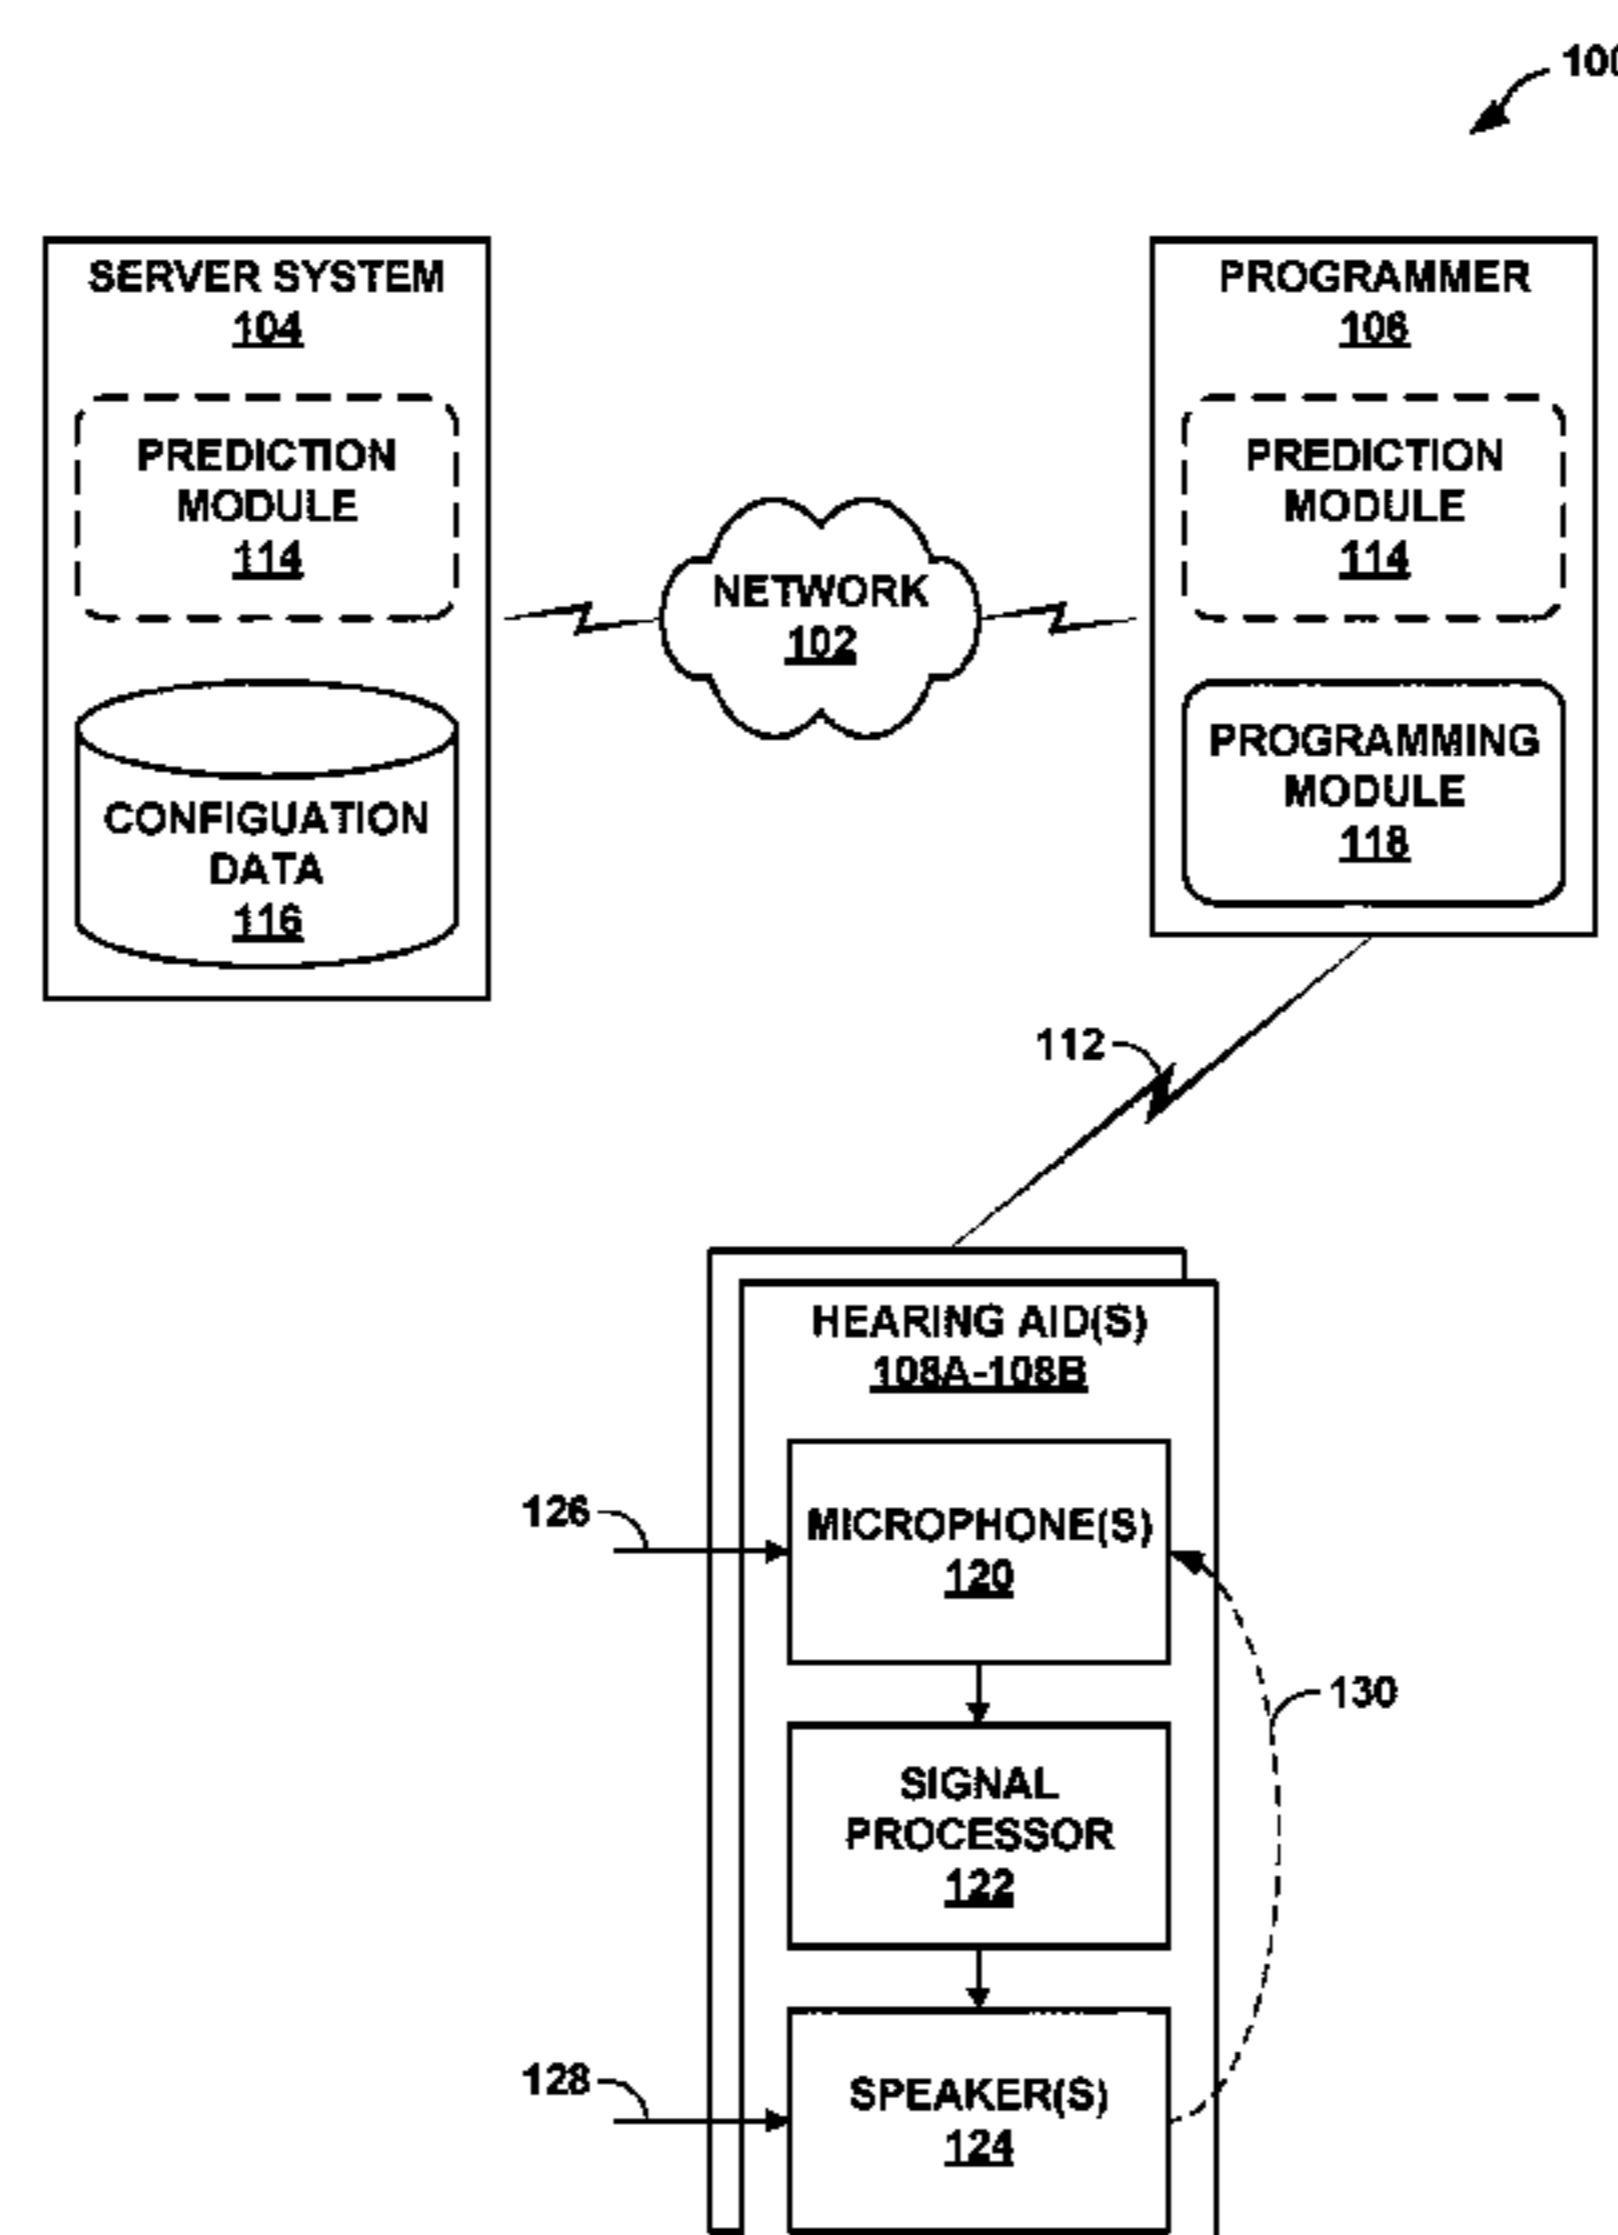 100
SERVER SYSTEM
104
PREDICTION
MODULE
114
CONFIGUATION
DATA
116
NETWORK
102
PROGRAMMER
106
PREDICTION
MODULE
114
PROGRAMMING
MODULE
118
112
HEARING AID(S)
108A-108B
126
MICROPHONE(S)
120
130
SIGNAL
PROCESSOR
122
128
SPEAKER(S)
124